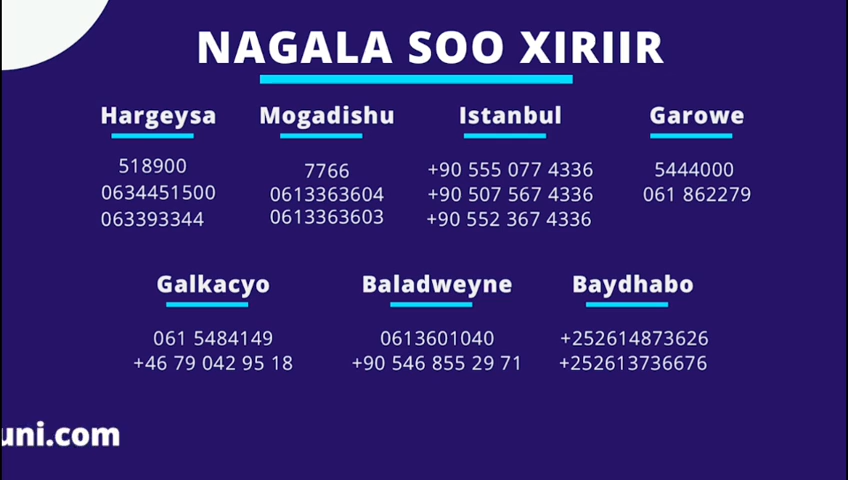 NAGALA SOO XIRIIR
Hargeysa
518900
0634451500
063393344
Mogadishu
7766
0613363604
0613363603
Istanbul
+90 555 077 4336
+90 507 567 4336
+90 552 367 4336
Garowe
5444000
061 862279
Galkacyo
061 5484149
+46 79 042 95 18
Baladweyne
0613601040
+90 546 855 29 71
Baydhabo
+252614873626
+252613736676
uni.com